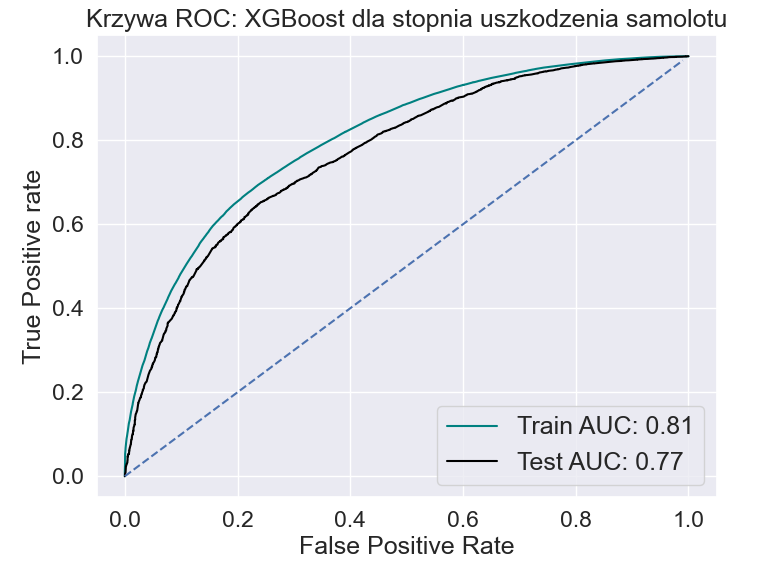 Krzywa ROC: XGBoost dla stopnia uszkodzenia samolotu
True Positive rate
1.0
0.8
0.6
0.4
0.2
0.0
Train AUC: 0.81
Test AUC: 0.77
0.0 0.2 0.4 0.6 0.8 1.0
False Positive Rate